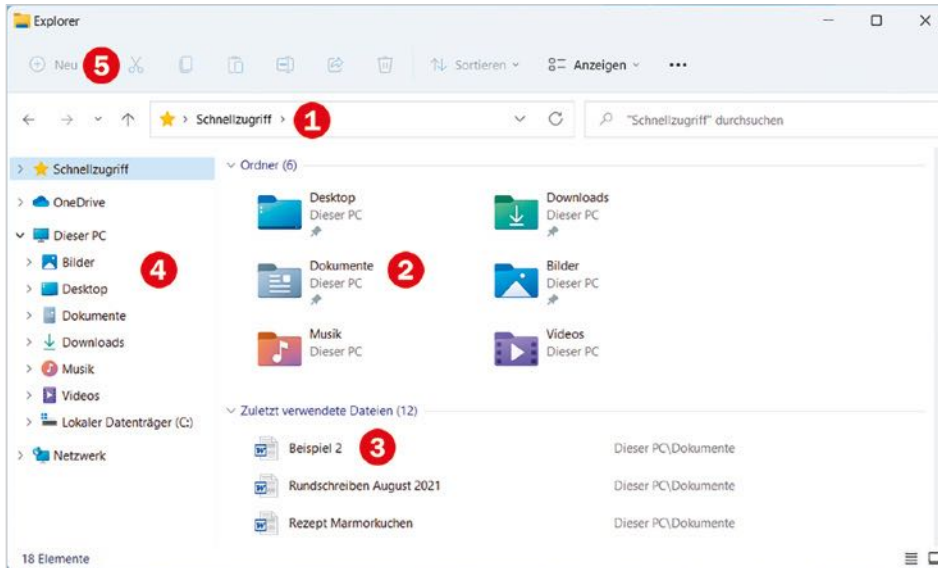 Explorer
Neu 5 Sortieren Anzeigen ...
Schnellzugriff 1 "Schnellzugriff" durchsuchen
Schnellzugriff
OneDrive
Dieser PC
Bilder 4
Desktop
Dokumente
Downloads
Musik
Videos
Lokaler Datenträger (C:)
Netzwerk
Ordner (6)
Desktop
Dieser PC
Downloads
Dieser PC
Dokumente 2
Dieser PC
Bilder
Dieser PC
Musik
Dieser PC
Videos
Dieser PC
Zuletzt verwendete Dateien (12)
Beispiel 2 3 Dieser PC\Dokumente
Rundschreiben August 2021 Dieser PC\Dokumente
Rezept Marmorkuchen Dieser PC\Dokumente
18 Elemente